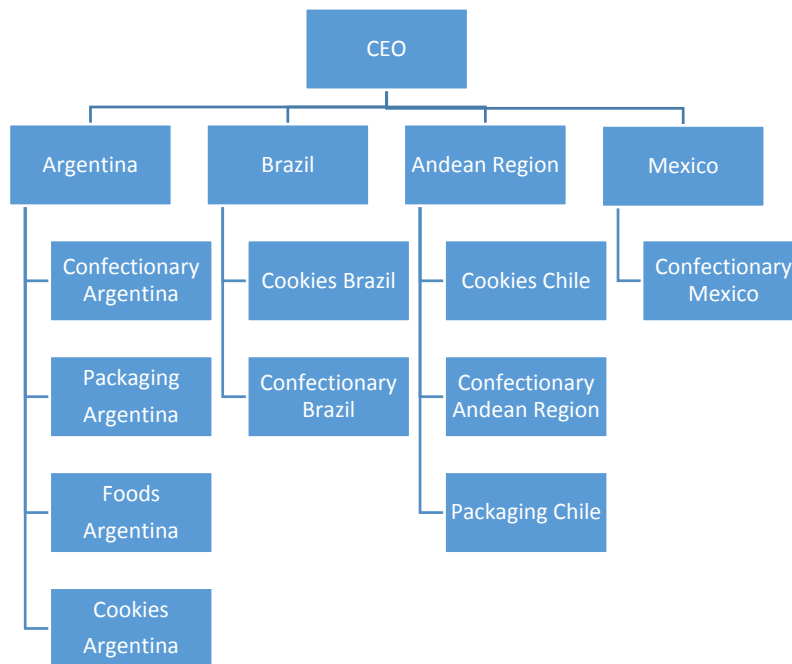 CEO
Argentina
Brazil
Andean Region
Mexico
Confectionary
Argentina
Cookies Brazil
Cookies Chile
Confectionary
Mexico
Packaging
Argentina
Confectionary
Brazil
Confectionary
Andean Region
Foods
Argentina
Packaging Chile
Cookies
Argentina